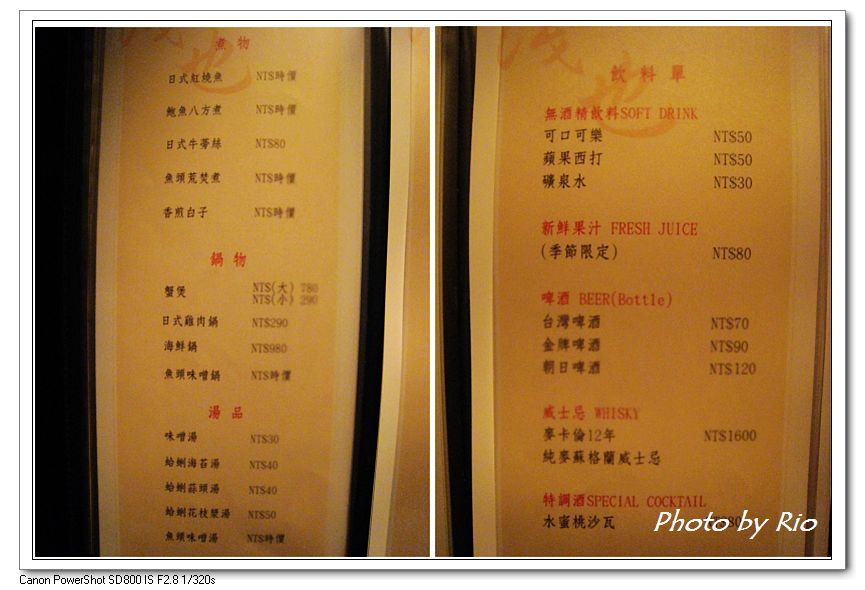 煮 物
日式紅燒魚 NT$時價
鮑魚八方煮 NT$時價
日式牛蒡絲 NT$80
魚頭荒焚煮 NT$時價
香煎白子 NT$時價
鍋 物
蟹煲 NT$(大) 780
NT$(小) 290
日式雞肉鍋 NT$290
海鮮鍋 NT$980
魚頭味噌鍋 NT$時價
湯 品
味噌湯 NT$30
蛤蜊海苔湯 NT$40
蛤蜊蒜頭湯 NT$40
蛤蜊花枝漿湯 NT$50
魚頭味噌湯 NT$時價
飲 料 單
無酒精飲料SOFT DRINK
可口可樂 NT$50
蘋果西打 NT$50
礦泉水 NT$30
新鮮果汁 FRESH JUICE
(季節限定) NT$80
啤酒 BEER(Bottle)
台灣啤酒 NT$70
金牌啤酒 NT$90
朝日啤酒 NT$120
威士忌 WHISKY
麥卡倫12年 NT$1600
純麥蘇格蘭威士忌
特調酒SPECIAL COCKTAIL
水蜜桃沙瓦
Photo by Rio
Canon PowerShot SD800 IS F2.8 1/320s